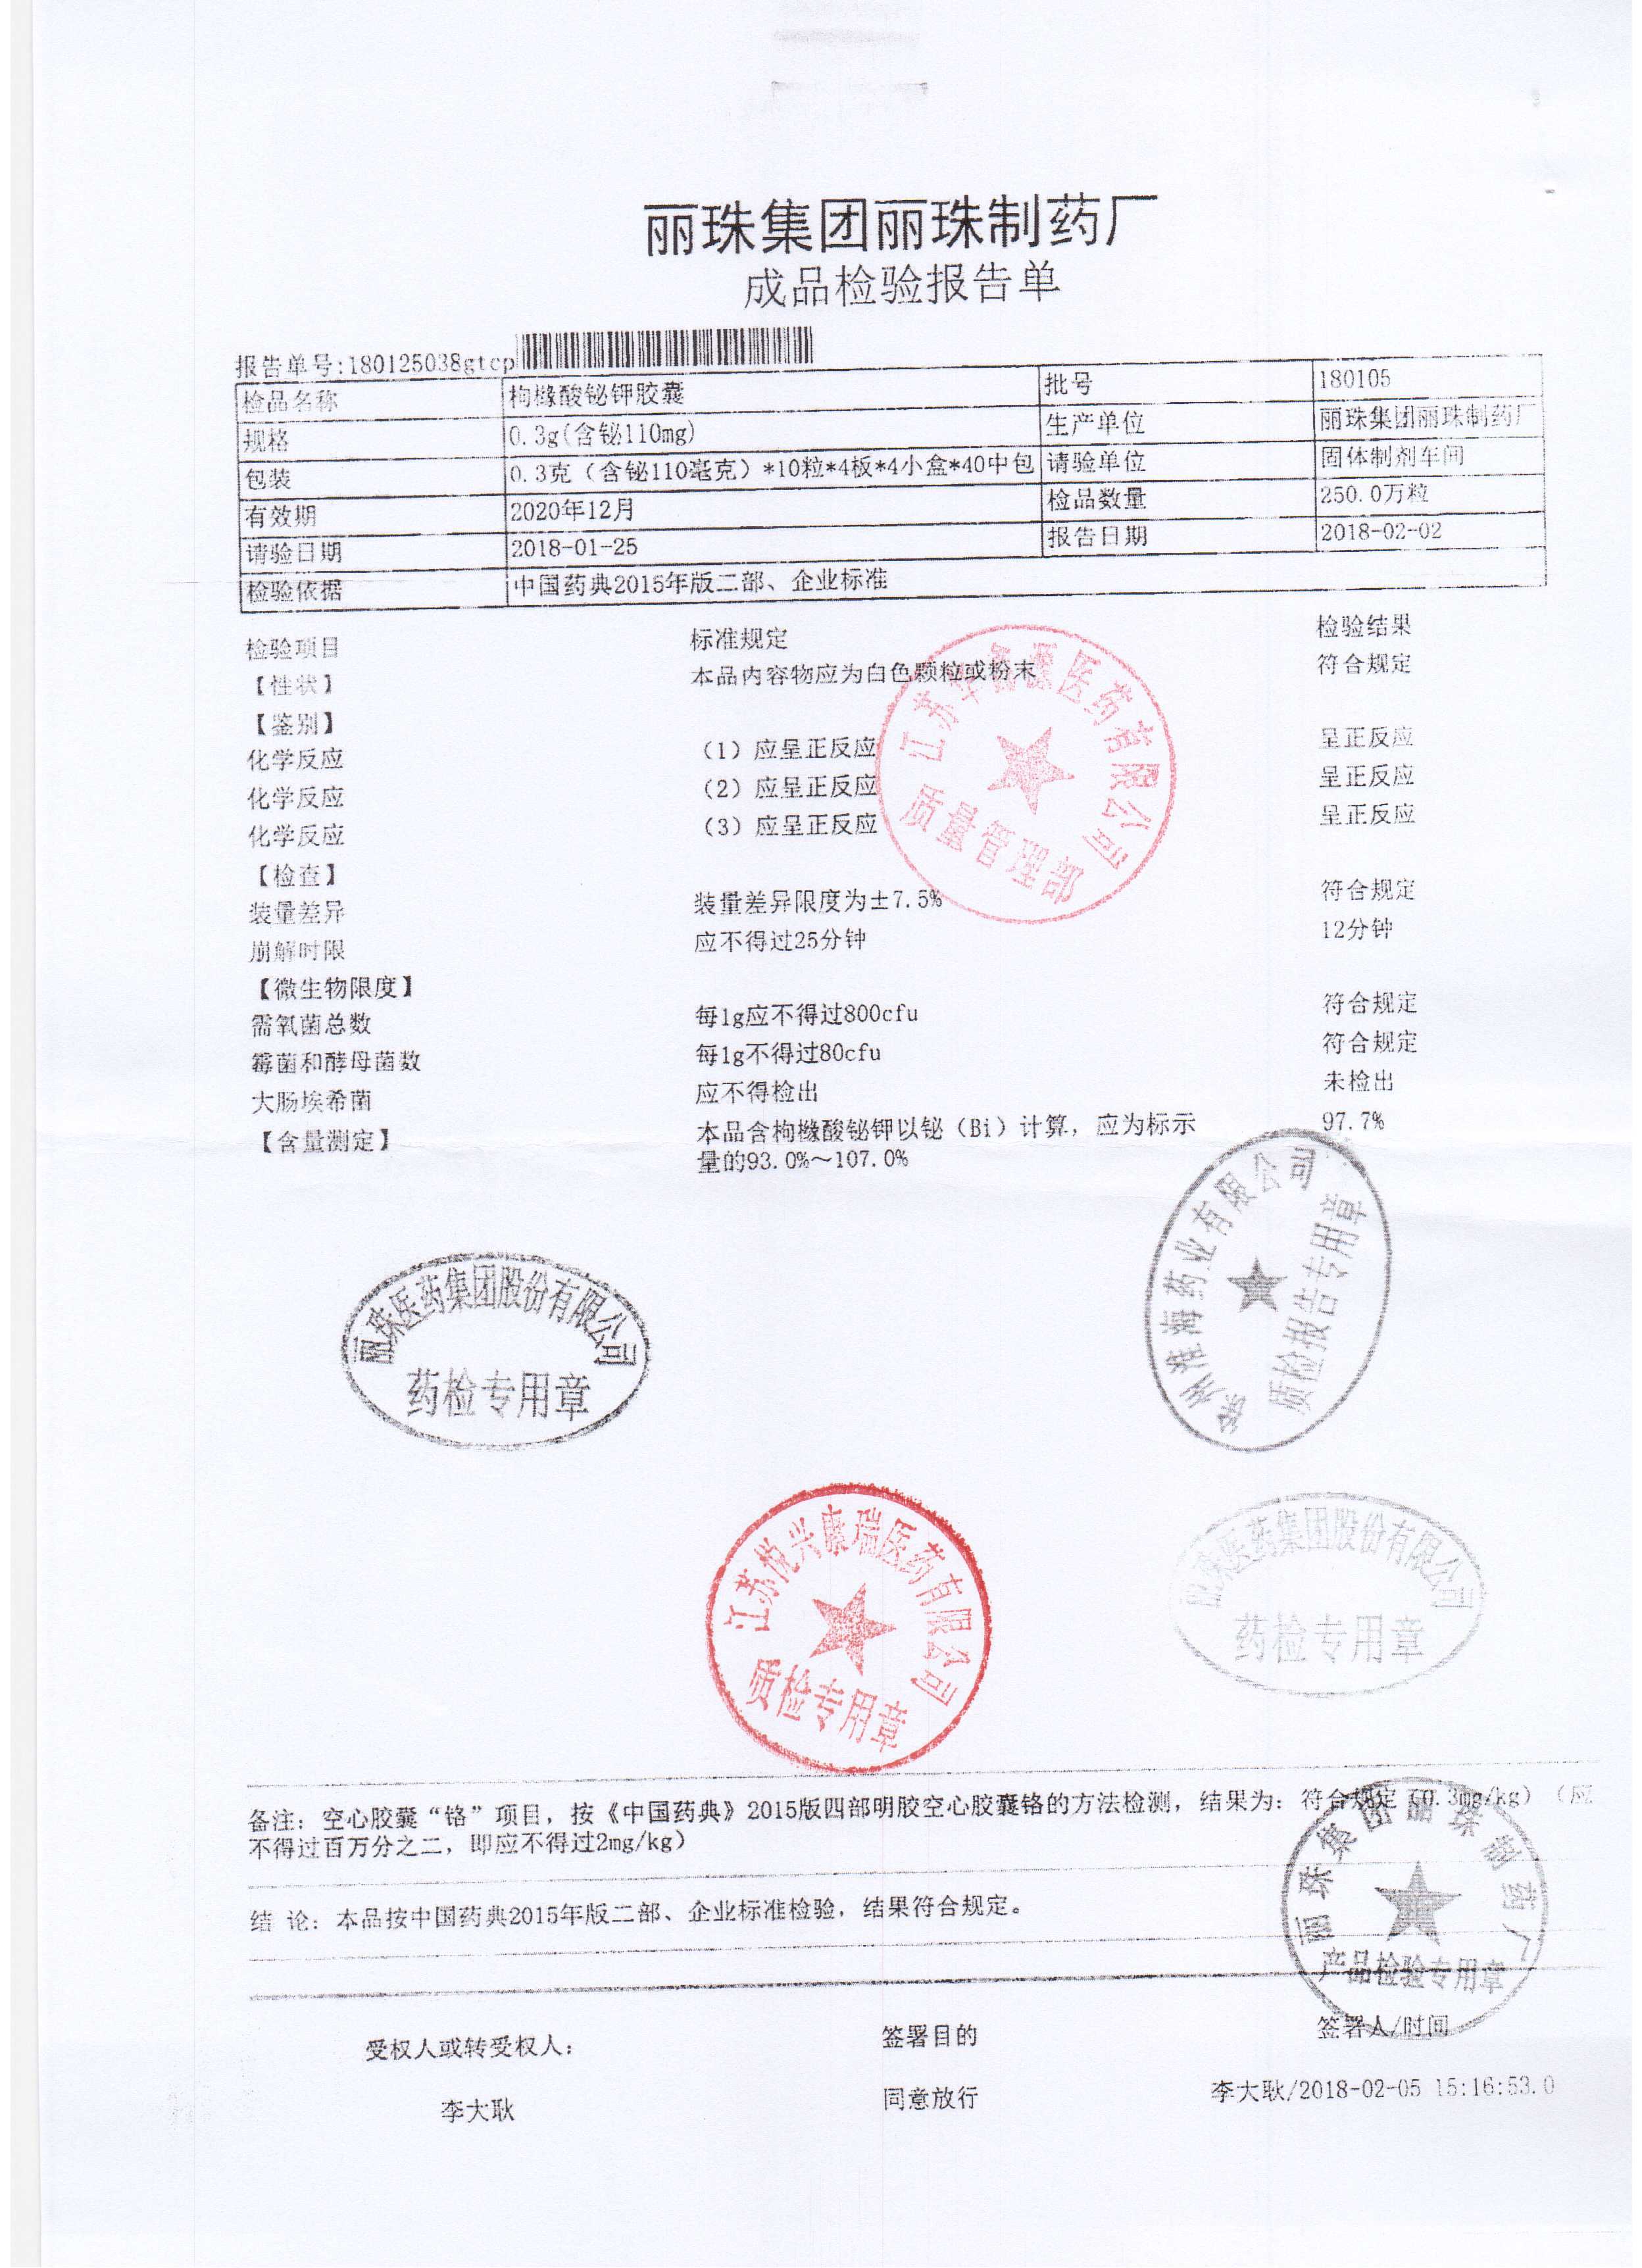 丽珠集团丽珠制药厂
成品检验报告单
报告单号:180125038gtcp
检品名称 枸橼酸铋钾胶囊 批号 180105
规格 0.3g(含铋110mg) 生产单位 丽珠集团丽珠制药厂
包装 0.3克（含铋110毫克）*10粒*4板*4小盒*40中包 请验单位 固体制剂车间
有效期 2020年12月 检品数量 250.0万粒
请验日期 2018-01-25 报告日期 2018-02-02
检验依据 中国药典2015年版二部、企业标准
检验项目 标准规定 检验结果
【性状】 本品内容物应为白色颗粒或粉末 符合规定
【鉴别】
化学反应 （1）应呈正反应 呈正反应
化学反应 （2）应呈正反应 呈正反应
化学反应 （3）应呈正反应 呈正反应
【检查】
装量差异 装量差异限度为±7.5% 符合规定
崩解时限 应不得过25分钟 12分钟
【微生物限度】
需氧菌总数 每1g应不得过800cfu 符合规定
霉菌和酵母菌数 每1g不得过80cfu 符合规定
大肠埃希菌 应不得检出 未检出
【含量测定】 本品含枸橼酸铋钾以铋（Bi）计算，应为标示 97.7%
量的93.0%～107.0%
医药有限公司
质量管理部
徐州淮海药业有限公司
质检报告专用章
丽珠医药集团股份有限公司
药检专用章
江苏悦兴康瑞医药有限公司
质检专用章
丽珠医药集团股份有限公司
药检专用章
备注：空心胶囊“铬”项目，按《中国药典》2015版四部明胶空心胶囊铬的方法检测，结果为：符合规定（0.3mg/kg）（应
不得过百万分之二，即应不得过2mg/kg）
结 论：本品按中国药典2015年版二部、企业标准检验，结果符合规定。
丽珠集团丽珠制药厂
产品检验专用章
受权人或转受权人： 签署目的 签署人/时间
李大耿 同意放行 李大耿/2018-02-05 15:16:53.0